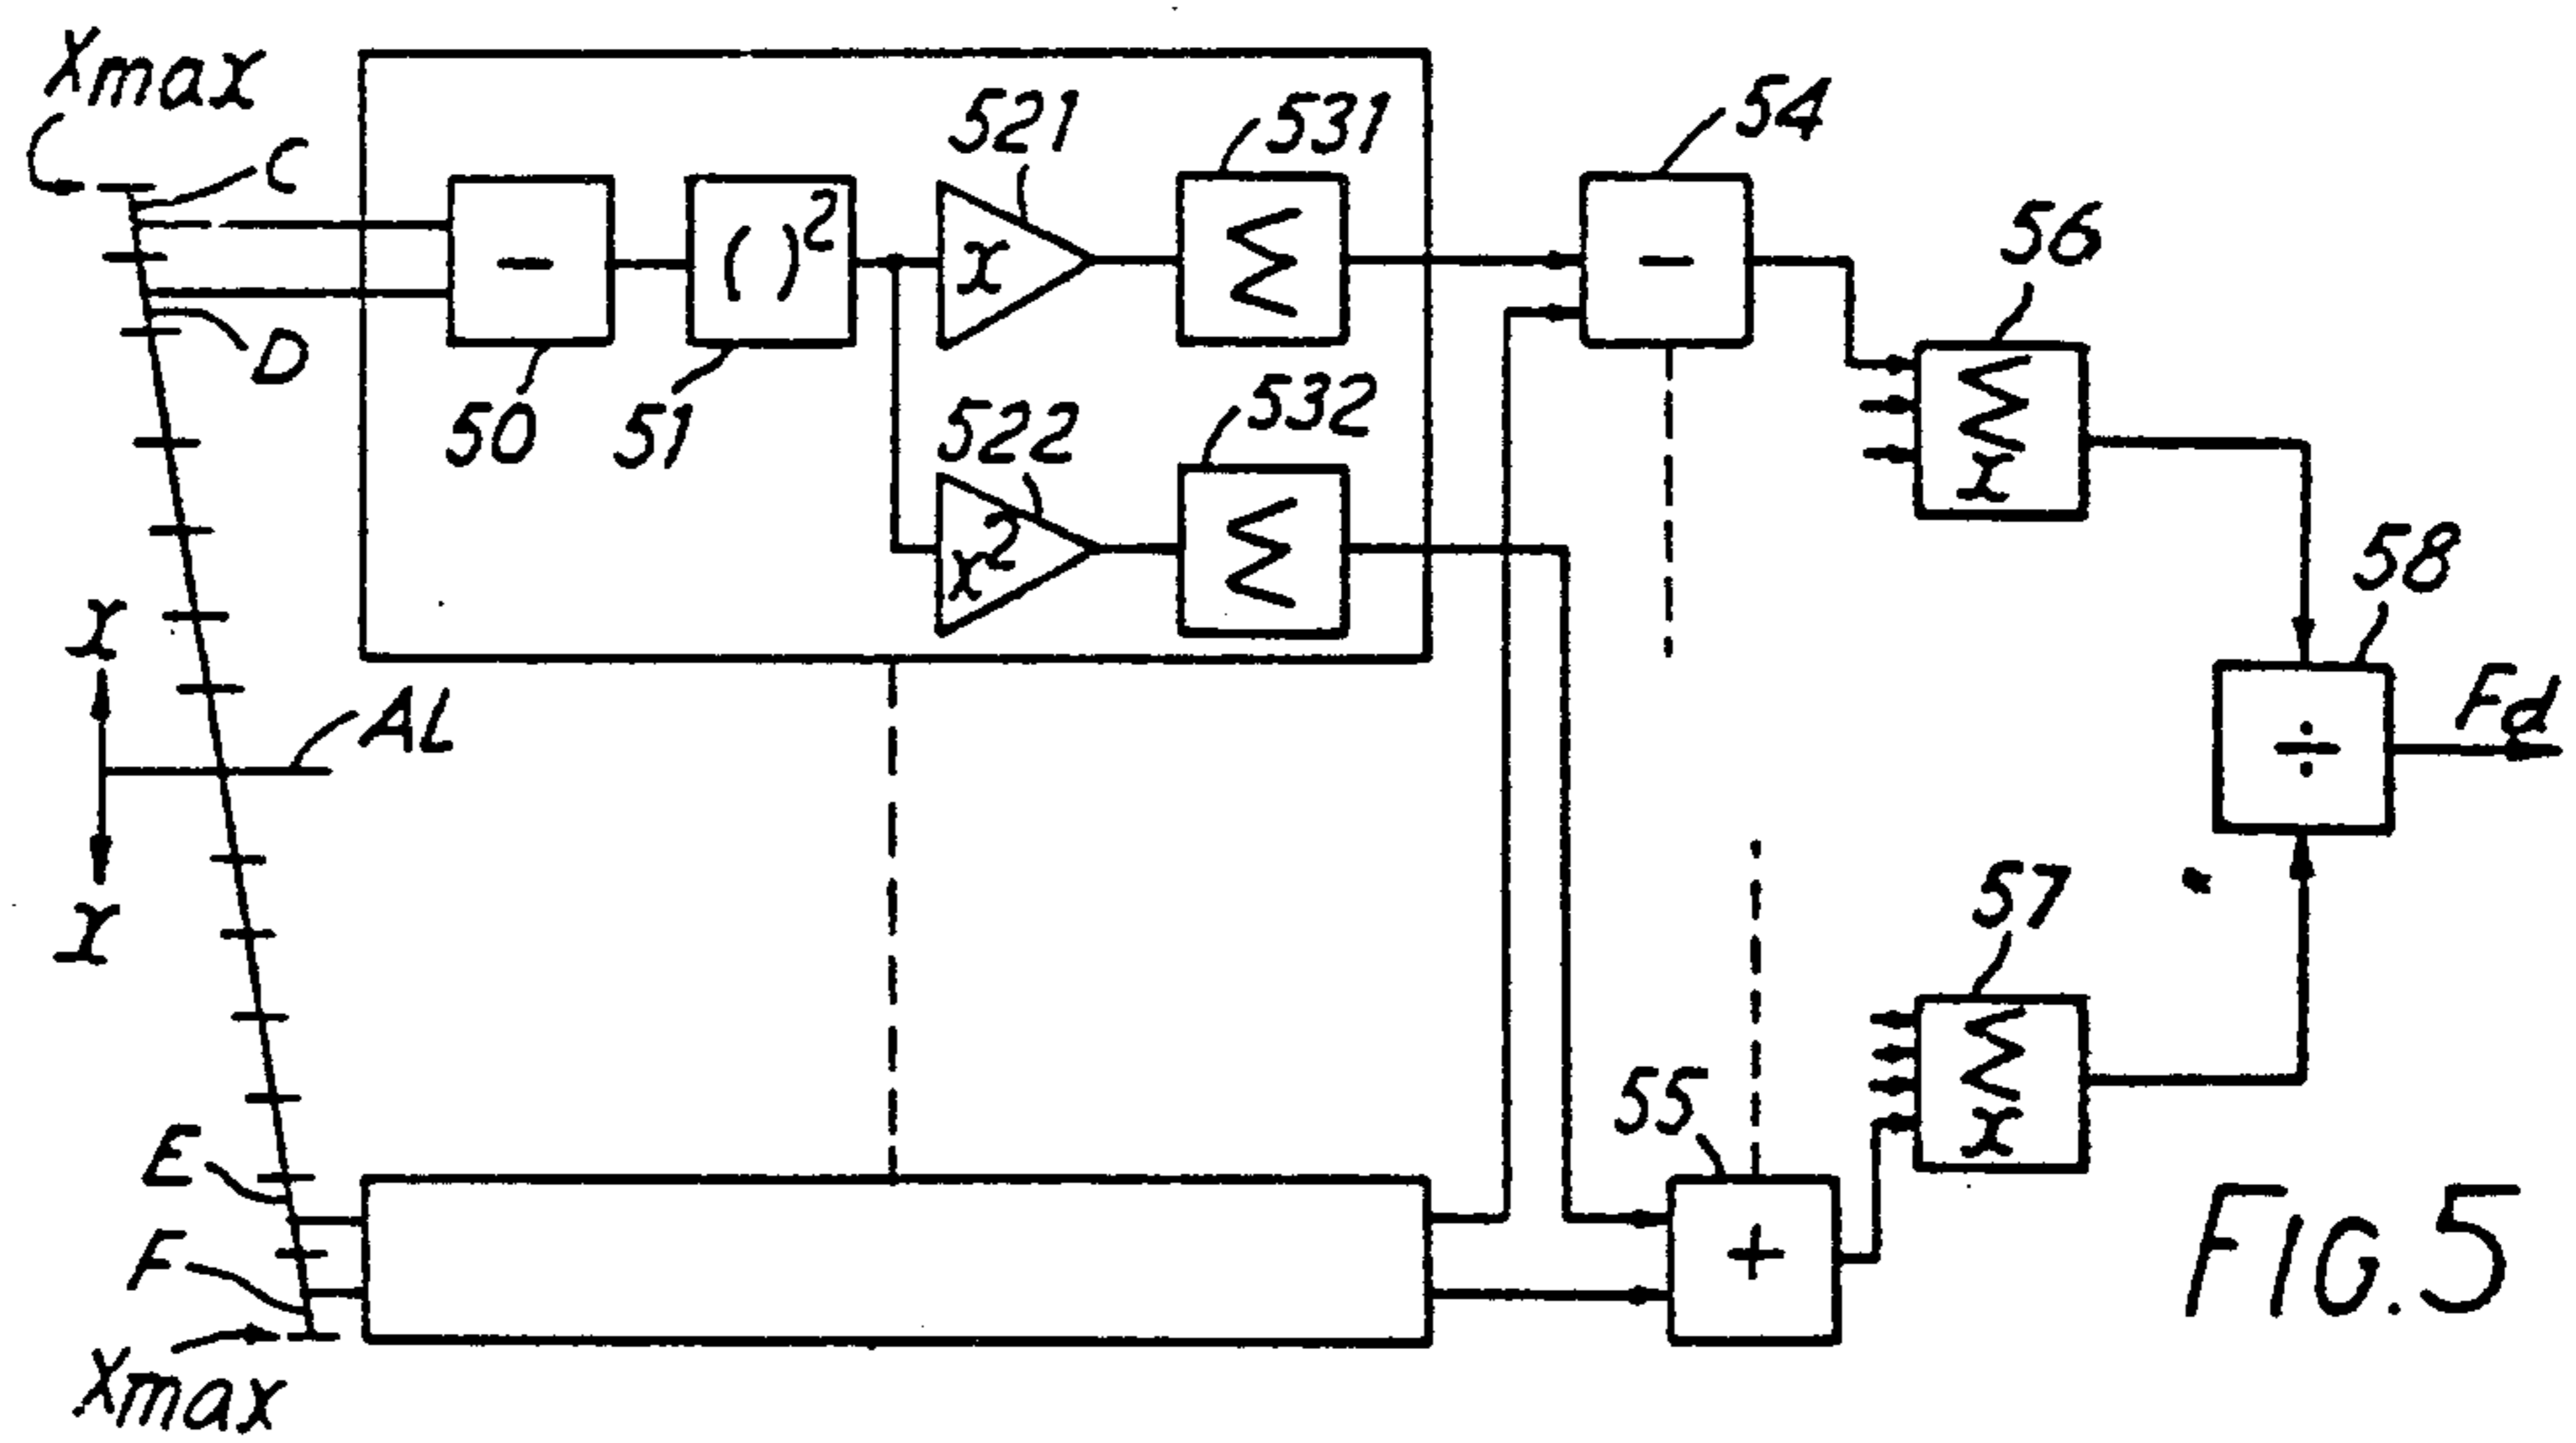 Xmax
C
D
50
-
51
( )²
521
x
531
Σ
522
x²
532
Σ
54
-
56
Σ
x
58
÷
Fd
x
AL
x
57
Σ
x
55
+
E
F
Xmax
FIG.5